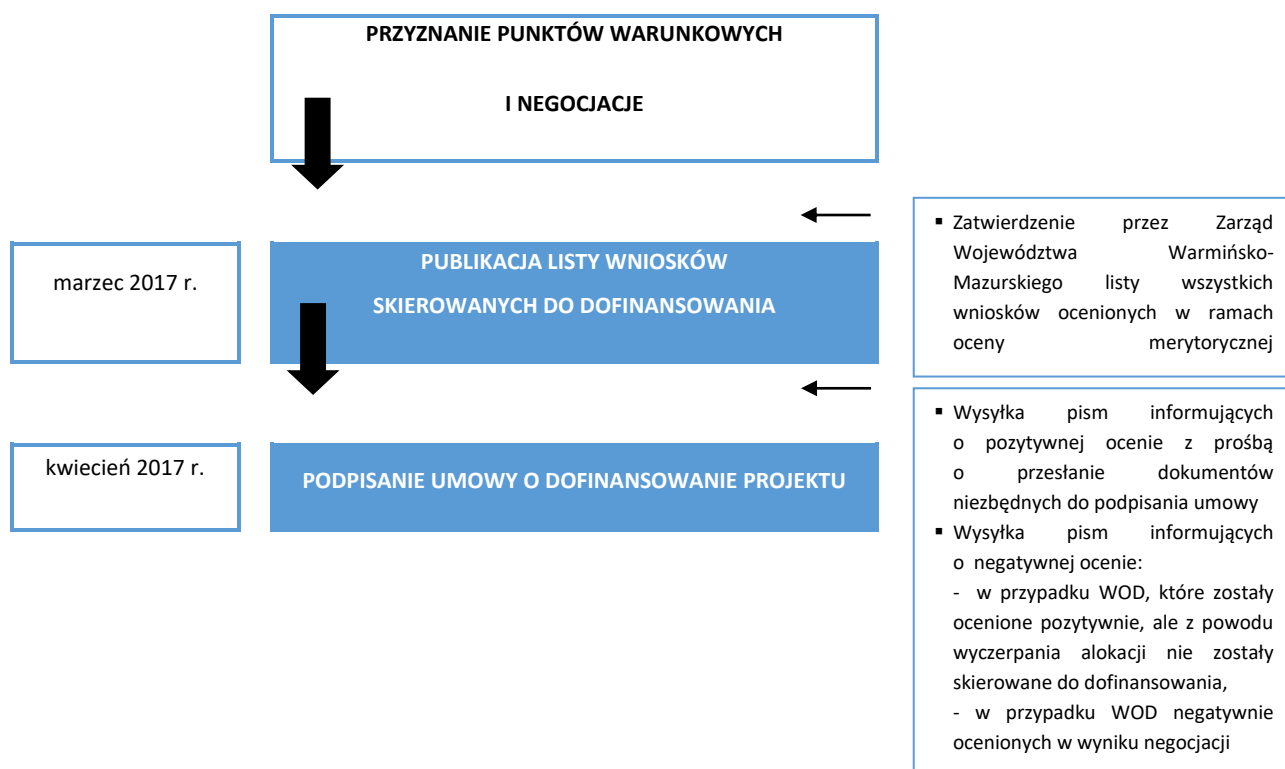 PRZYZNANIE PUNKTÓW WARUNKOWYCH
I NEGOCJACJE
marzec 2017 r.
PUBLIKACJA LISTY WNIOSKÓW
SKIEROWANYCH DO DOFINANSOWANIA
▪ Zatwierdzenie przez Zarząd
Województwa Warmińsko-
Mazurskiego listy wszystkich
wniosków ocenionych w ramach
oceny merytorycznej
kwiecień 2017 r.
PODPISANIE UMOWY O DOFINANSOWANIE PROJEKTU
▪ Wysyłka pism informujących
o pozytywnej ocenie z prośbą
o przesłanie dokumentów
niezbędnych do podpisania umowy
▪ Wysyłka pism informujących
o negatywnej ocenie:
- w przypadku WOD, które zostały
ocenione pozytywnie, ale z powodu
wyczerpania alokacji nie zostały
skierowane do dofinansowania,
- w przypadku WOD negatywnie
ocenionych w wyniku negocjacji